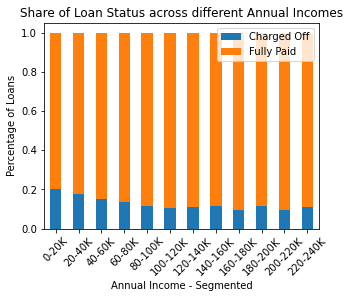 Share of Loan Status across different Annual Incomes
Charged Off
Fully Paid
Percentage of Loans
1.0
0.8
0.6
0.4
0.2
0.0
0-20K
20-40K
40-60K
60-80K
80-100K
100-120K
120-140K
140-160K
160-180K
180-200K
200-220K
220-240K
Annual Income - Segmented